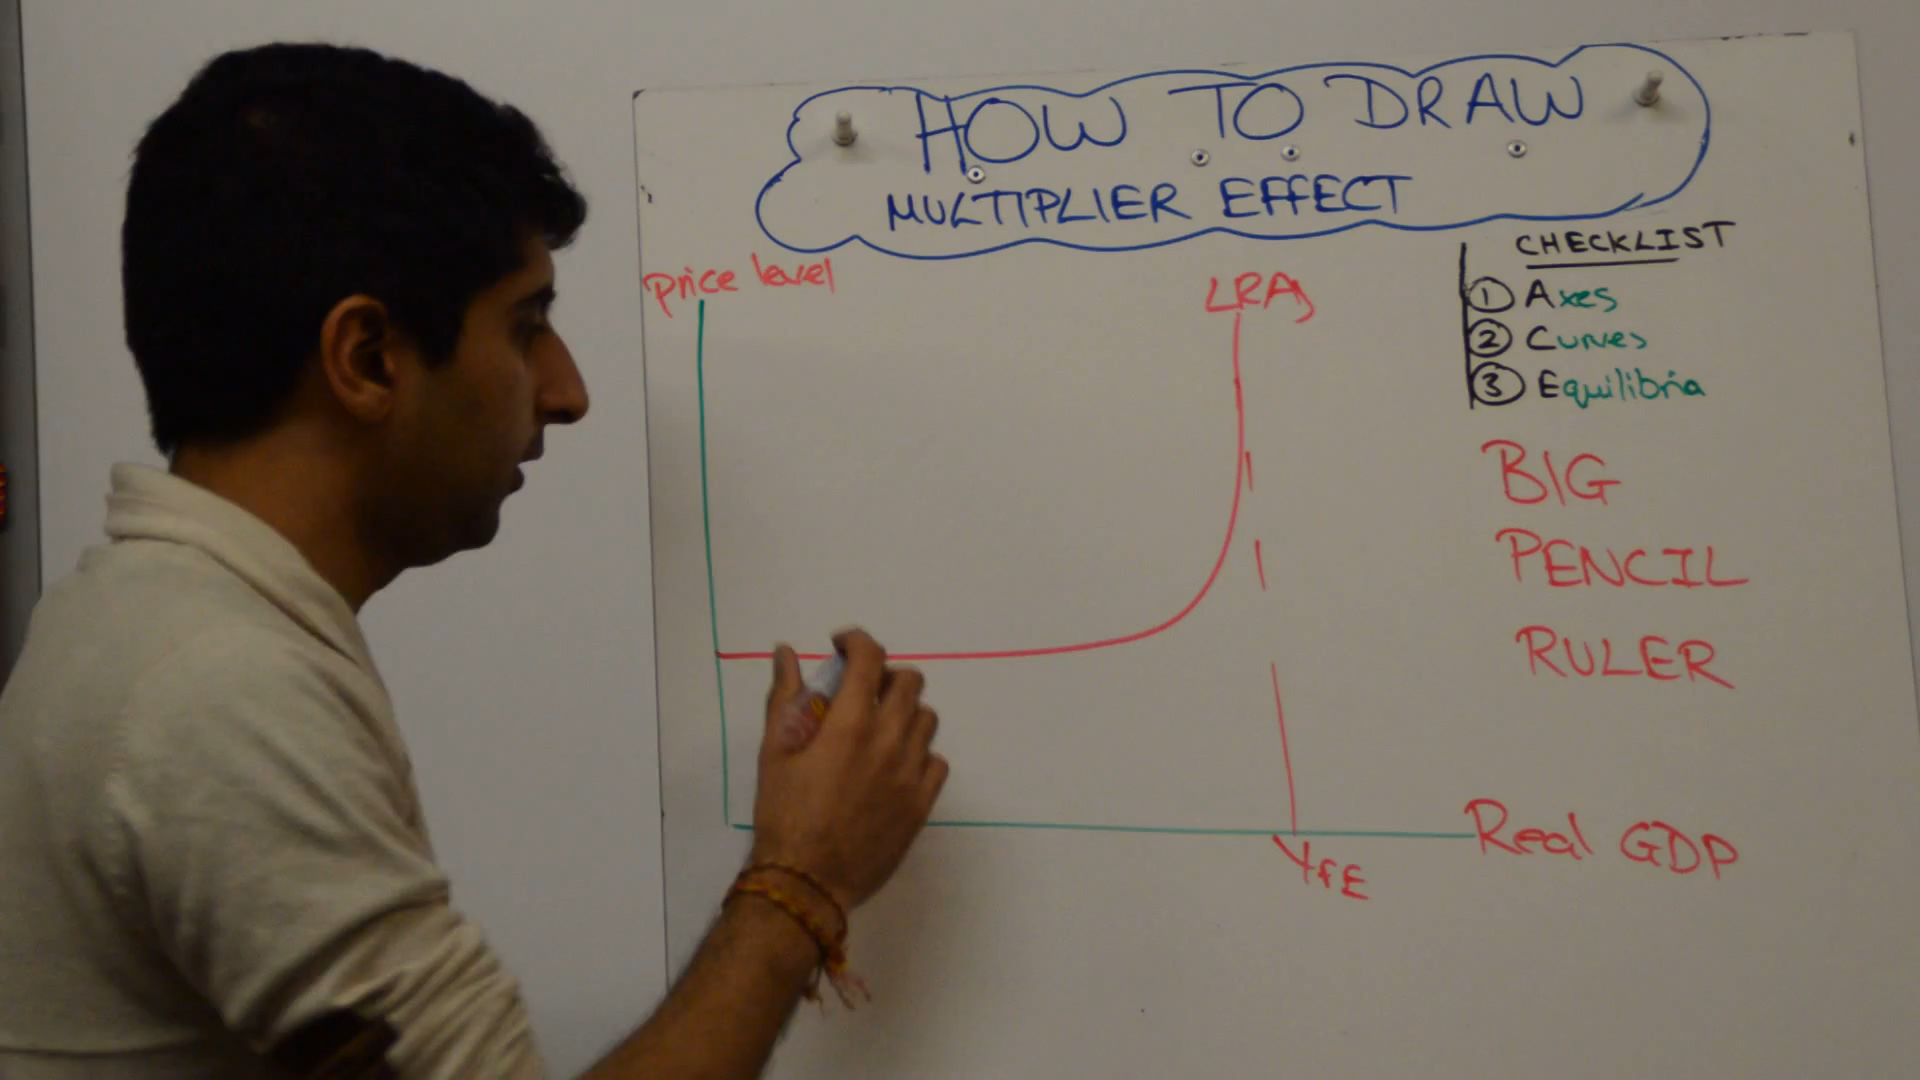 HOW TO DRAW
MULTIPLIER EFFECT
CHECKLIST
① Axes
② Curves
③ Equilibria
BIG
PENCIL
RULER
Price level
LRAS
Real GDP
YFE